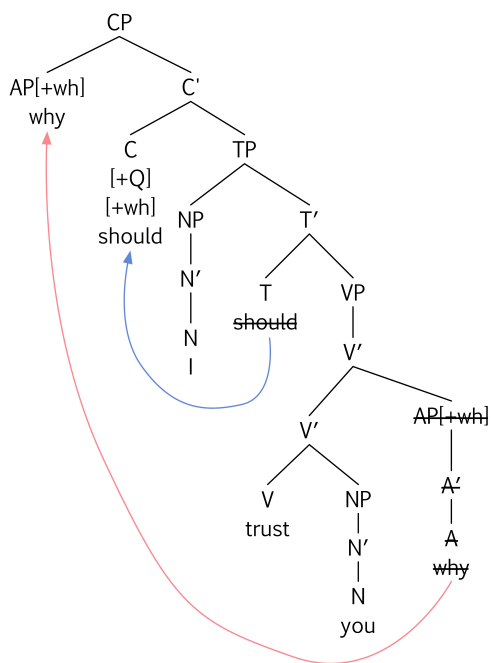 CP
AP[+wh]
why
C'
C
[+Q]
[+wh]
should
TP
NP
N′
N
I
T′
T
should
VP
V′
V′
V
trust
NP
N′
N
you
AP[+wh]
A′
A
why